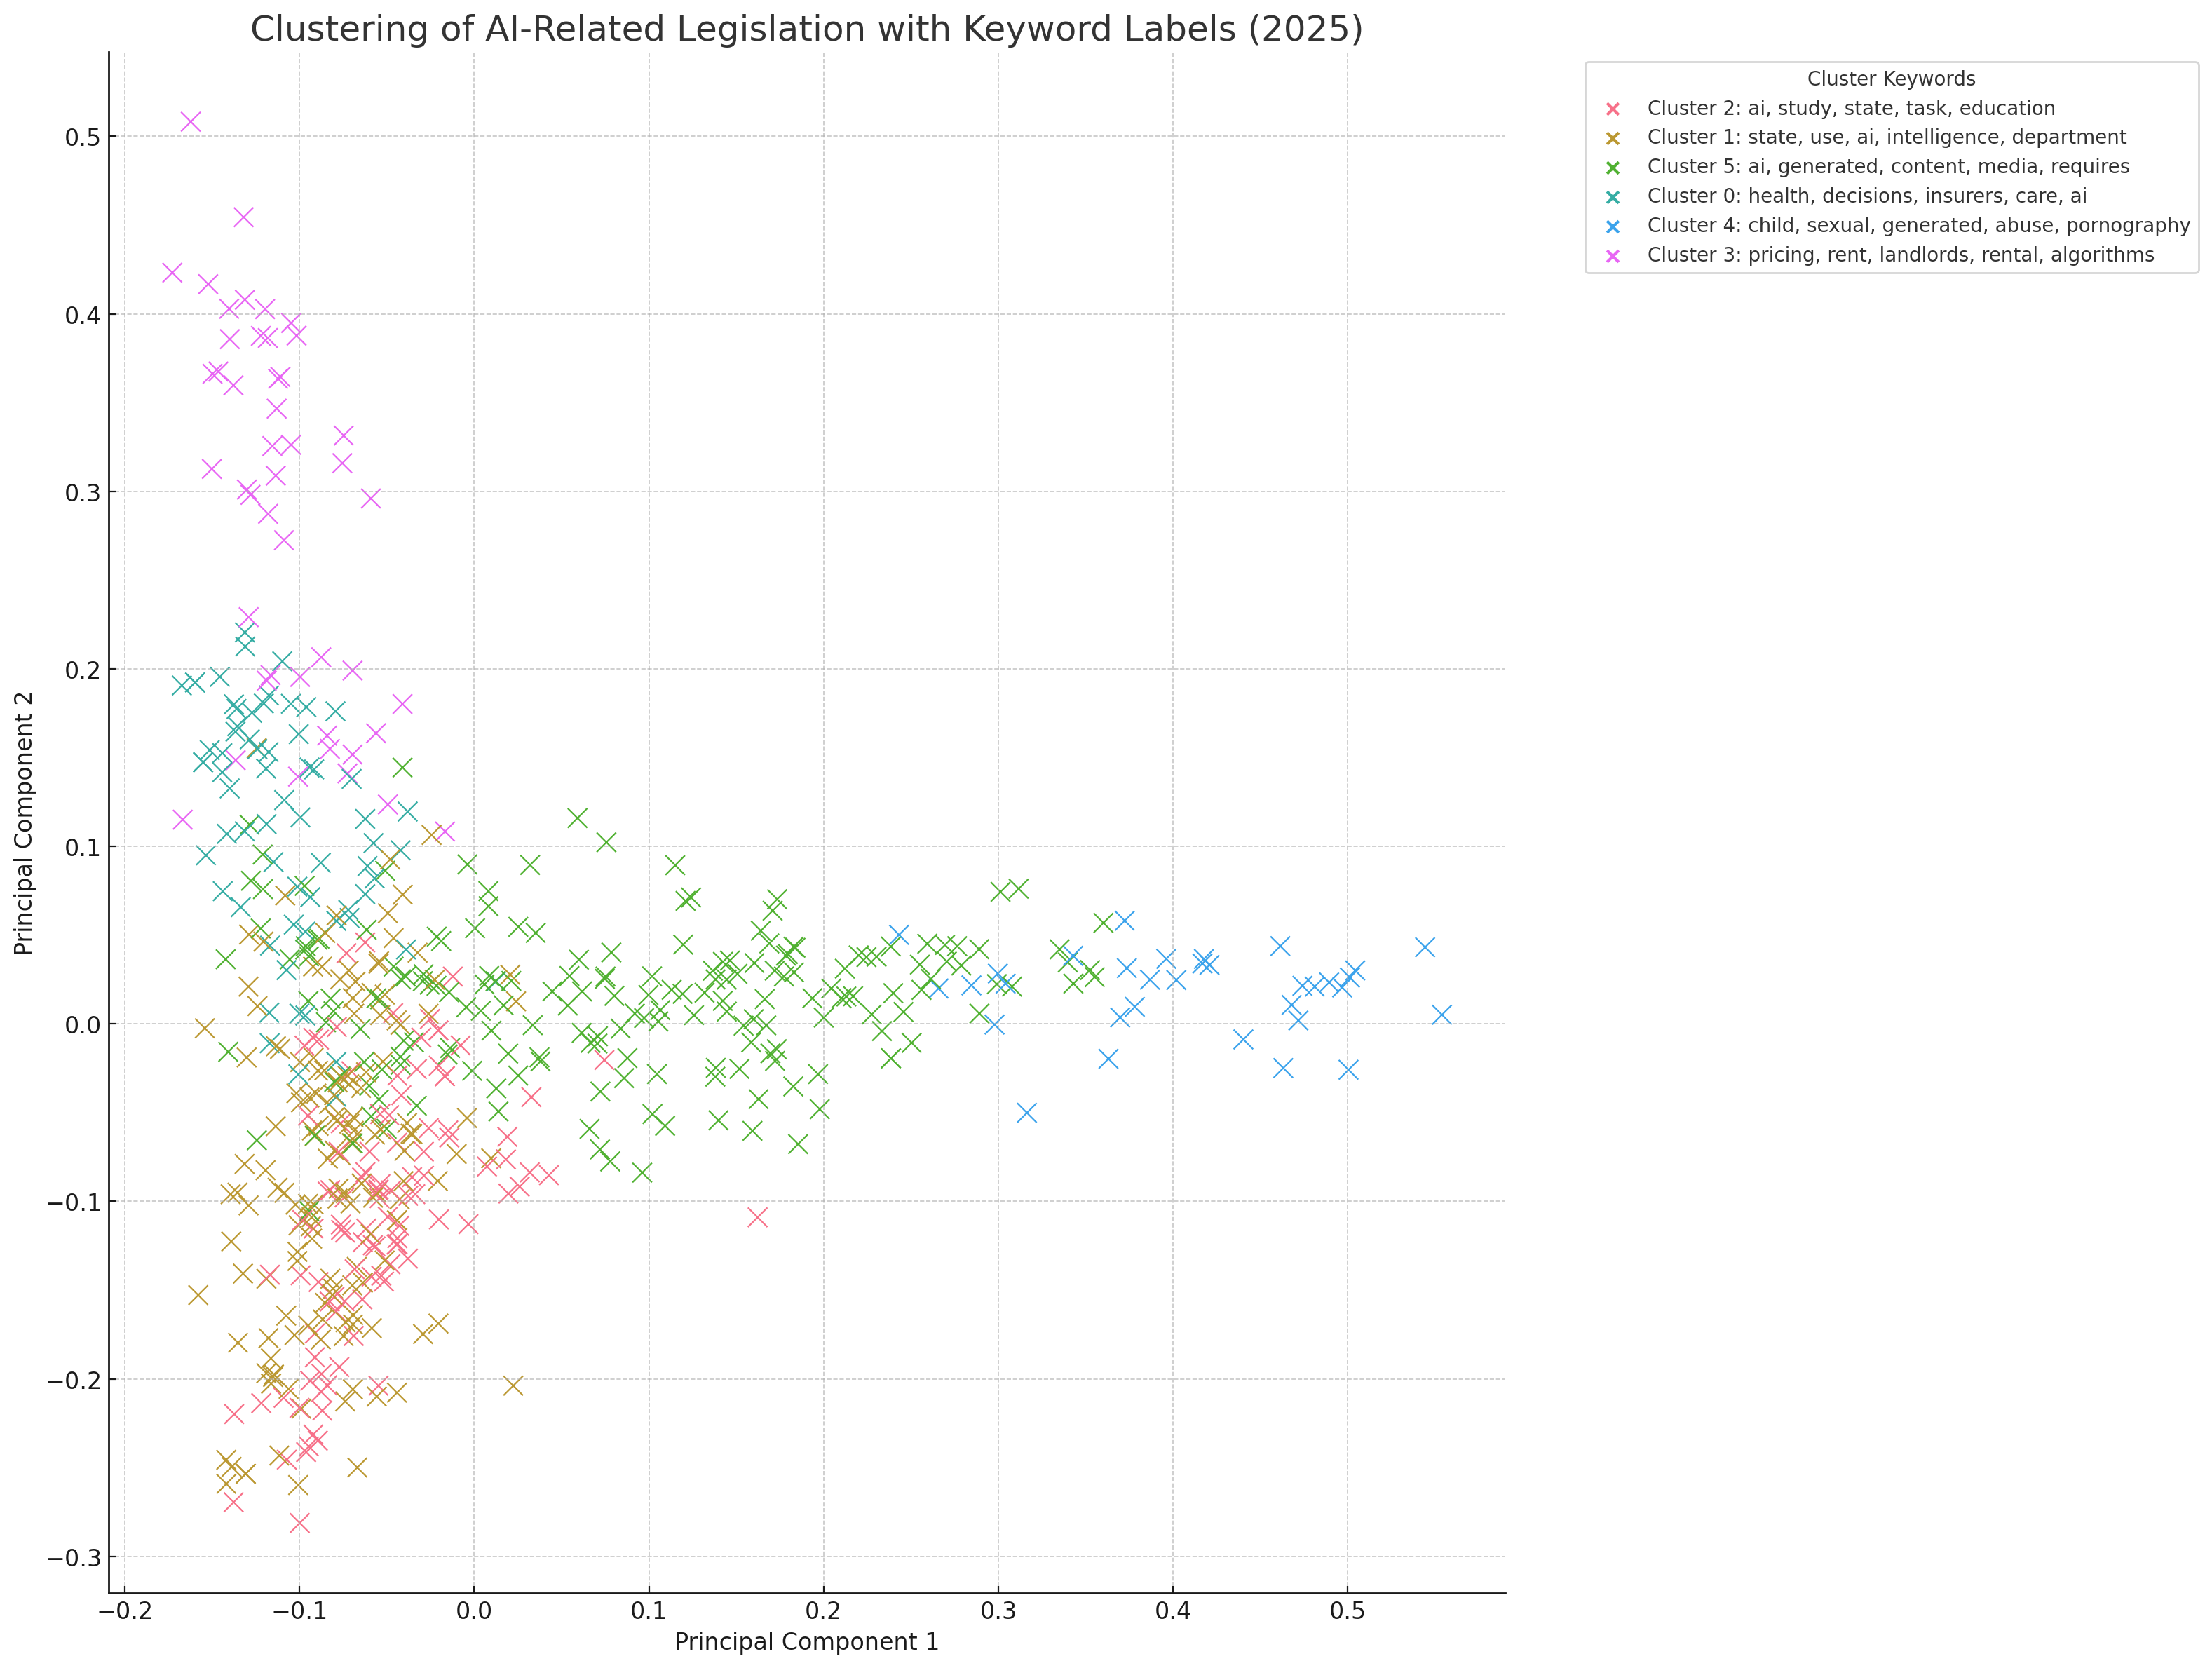 Clustering of AI-Related Legislation with Keyword Labels (2025)
Cluster Keywords
Cluster 2: ai, study, state, task, education
Cluster 1: state, use, ai, intelligence, department
Cluster 5: ai, generated, content, media, requires
Cluster 0: health, decisions, insurers, care, ai
Cluster 4: child, sexual, generated, abuse, pornography
Cluster 3: pricing, rent, landlords, rental, algorithms
Principal Component 2
0.5
0.4
0.3
0.2
0.1
0.0
−0.1
−0.2
−0.3
−0.2
−0.1
0.0
0.1
0.2
0.3
0.4
0.5
Principal Component 1